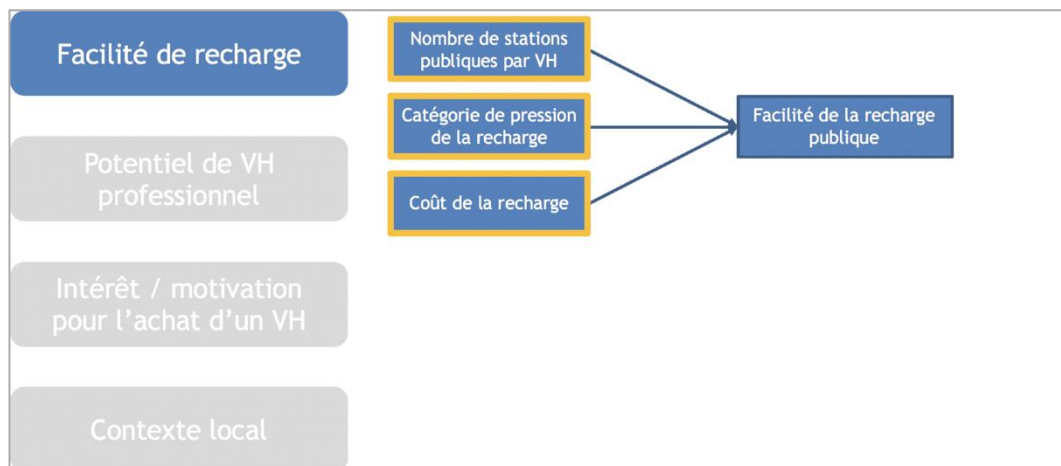 Facilité de recharge
Potentiel de VH
professionnel
Intérêt / motivation
pour l'achat d'un VH
Contexte local
Nombre de stations
publiques par VH
Catégorie de pression
de la recharge
Coût de la recharge
Facilité de la recharge
publique